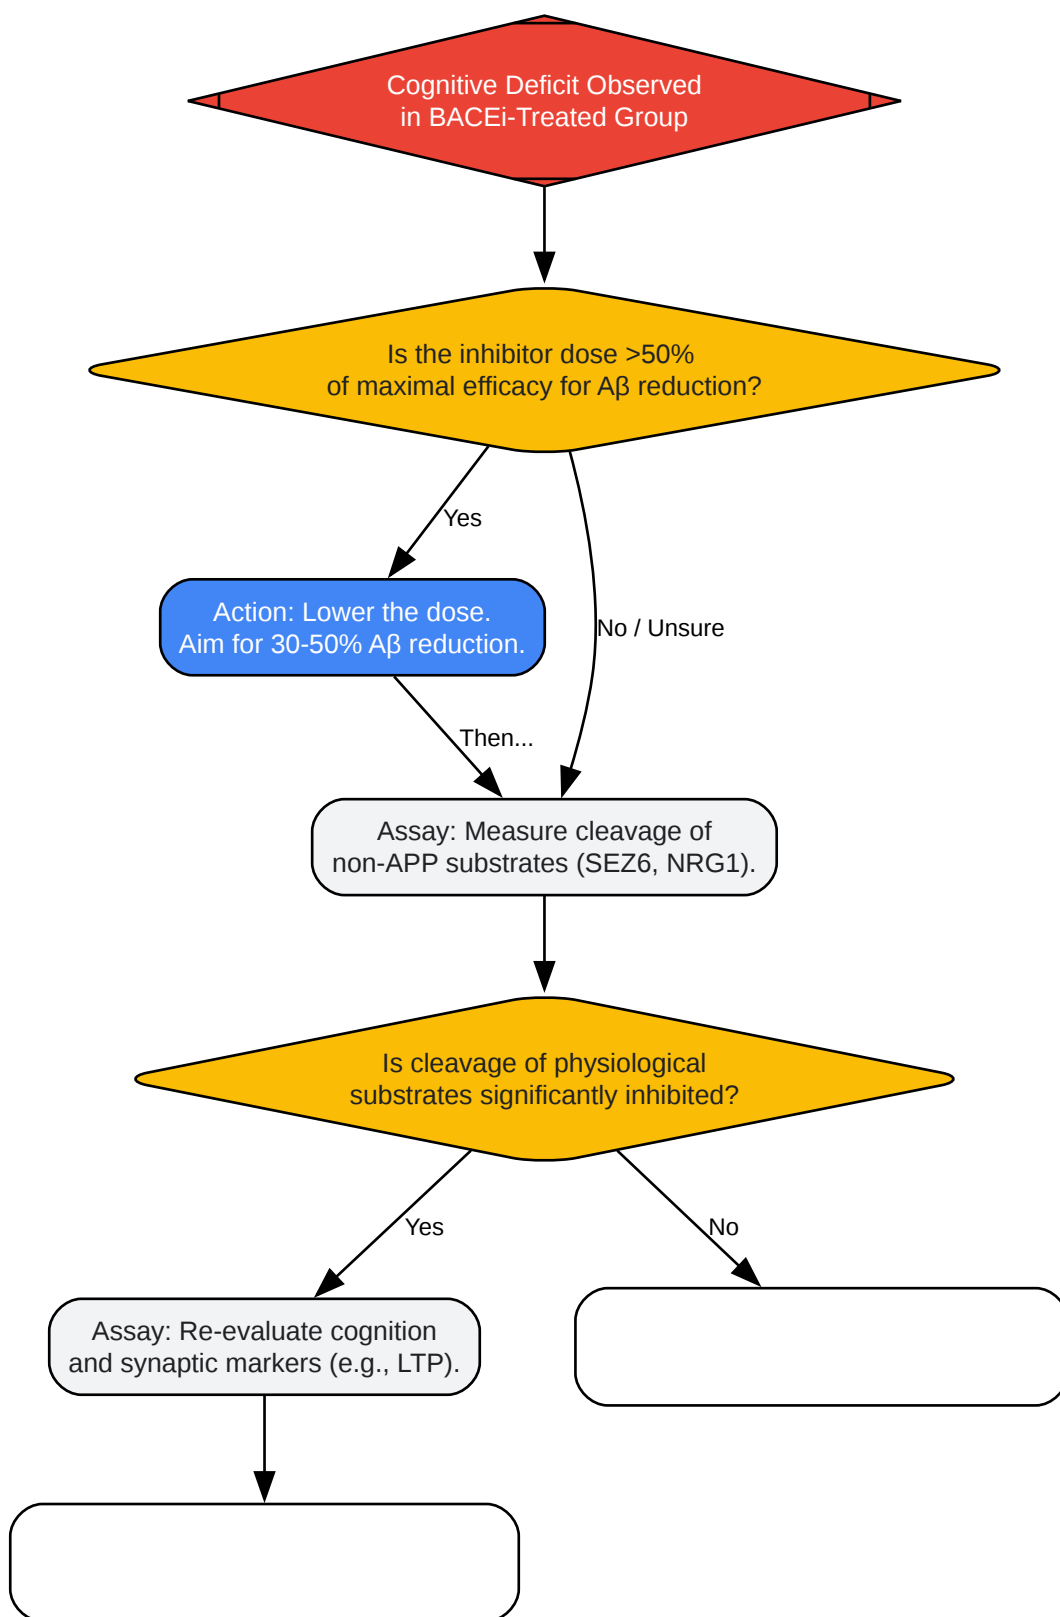 Cognitive Deficit Observed
in BACEi-Treated Group
Is the inhibitor dose >50%
of maximal efficacy for Aβ reduction?
Yes
Action: Lower the dose.
Aim for 30-50% Aβ reduction.
No / Unsure
Then...
Assay: Measure cleavage of
non-APP substrates (SEZ6, NRG1).
Is cleavage of physiological
substrates significantly inhibited?
Yes
No
Assay: Re-evaluate cognition
and synaptic markers (e.g., LTP).